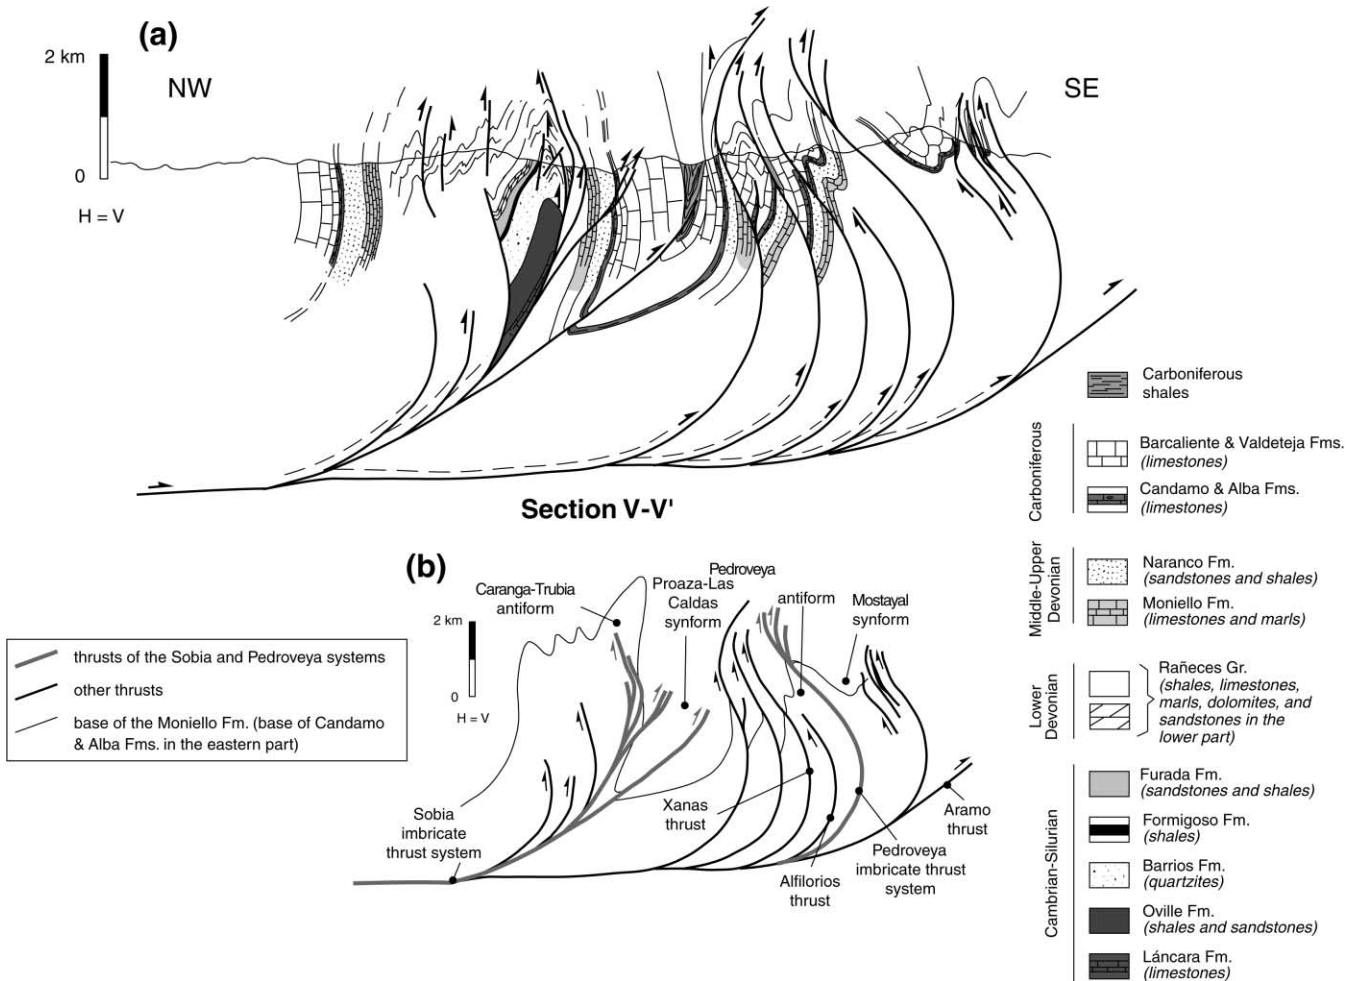 (a)
2 km
NW
SE
0
H = V
Section V-V'
(b)
Pedroveya
antiform
Caranga-Trubia
antiform
Proaza-Las
Caldas
synform
Mostayal
synform
2 km
0
H = V
Sobia
imbricate
thrust system
Xanas
thrust
Alfilorios
thrust
Pedroveya
imbricate thrust
system
Aramo
thrust
thrusts of the Sobia and Pedroveya systems
other thrusts
base of the Moniello Fm. (base of Candamo
& Alba Fms. in the eastern part)
Carboniferous
shales
Carboniferous
Barcaliente & Valdeteja Fms.
(limestones)
Candamo & Alba Fms.
(limestones)
Middle-Upper
Devonian
Naranco Fm.
(sandstones and shales)
Moniello Fm.
(limestones and marls)
Lower
Devonian
Rañeces Gr.
(shales, limestones,
marls, dolomites, and
sandstones in the
lower part)
Cambrian-Silurian
Furada Fm.
(sandstones and shales)
Formigoso Fm.
(shales)
Barrios Fm.
(quartzites)
Oville Fm.
(shales and sandstones)
Láncara Fm.
(limestones)